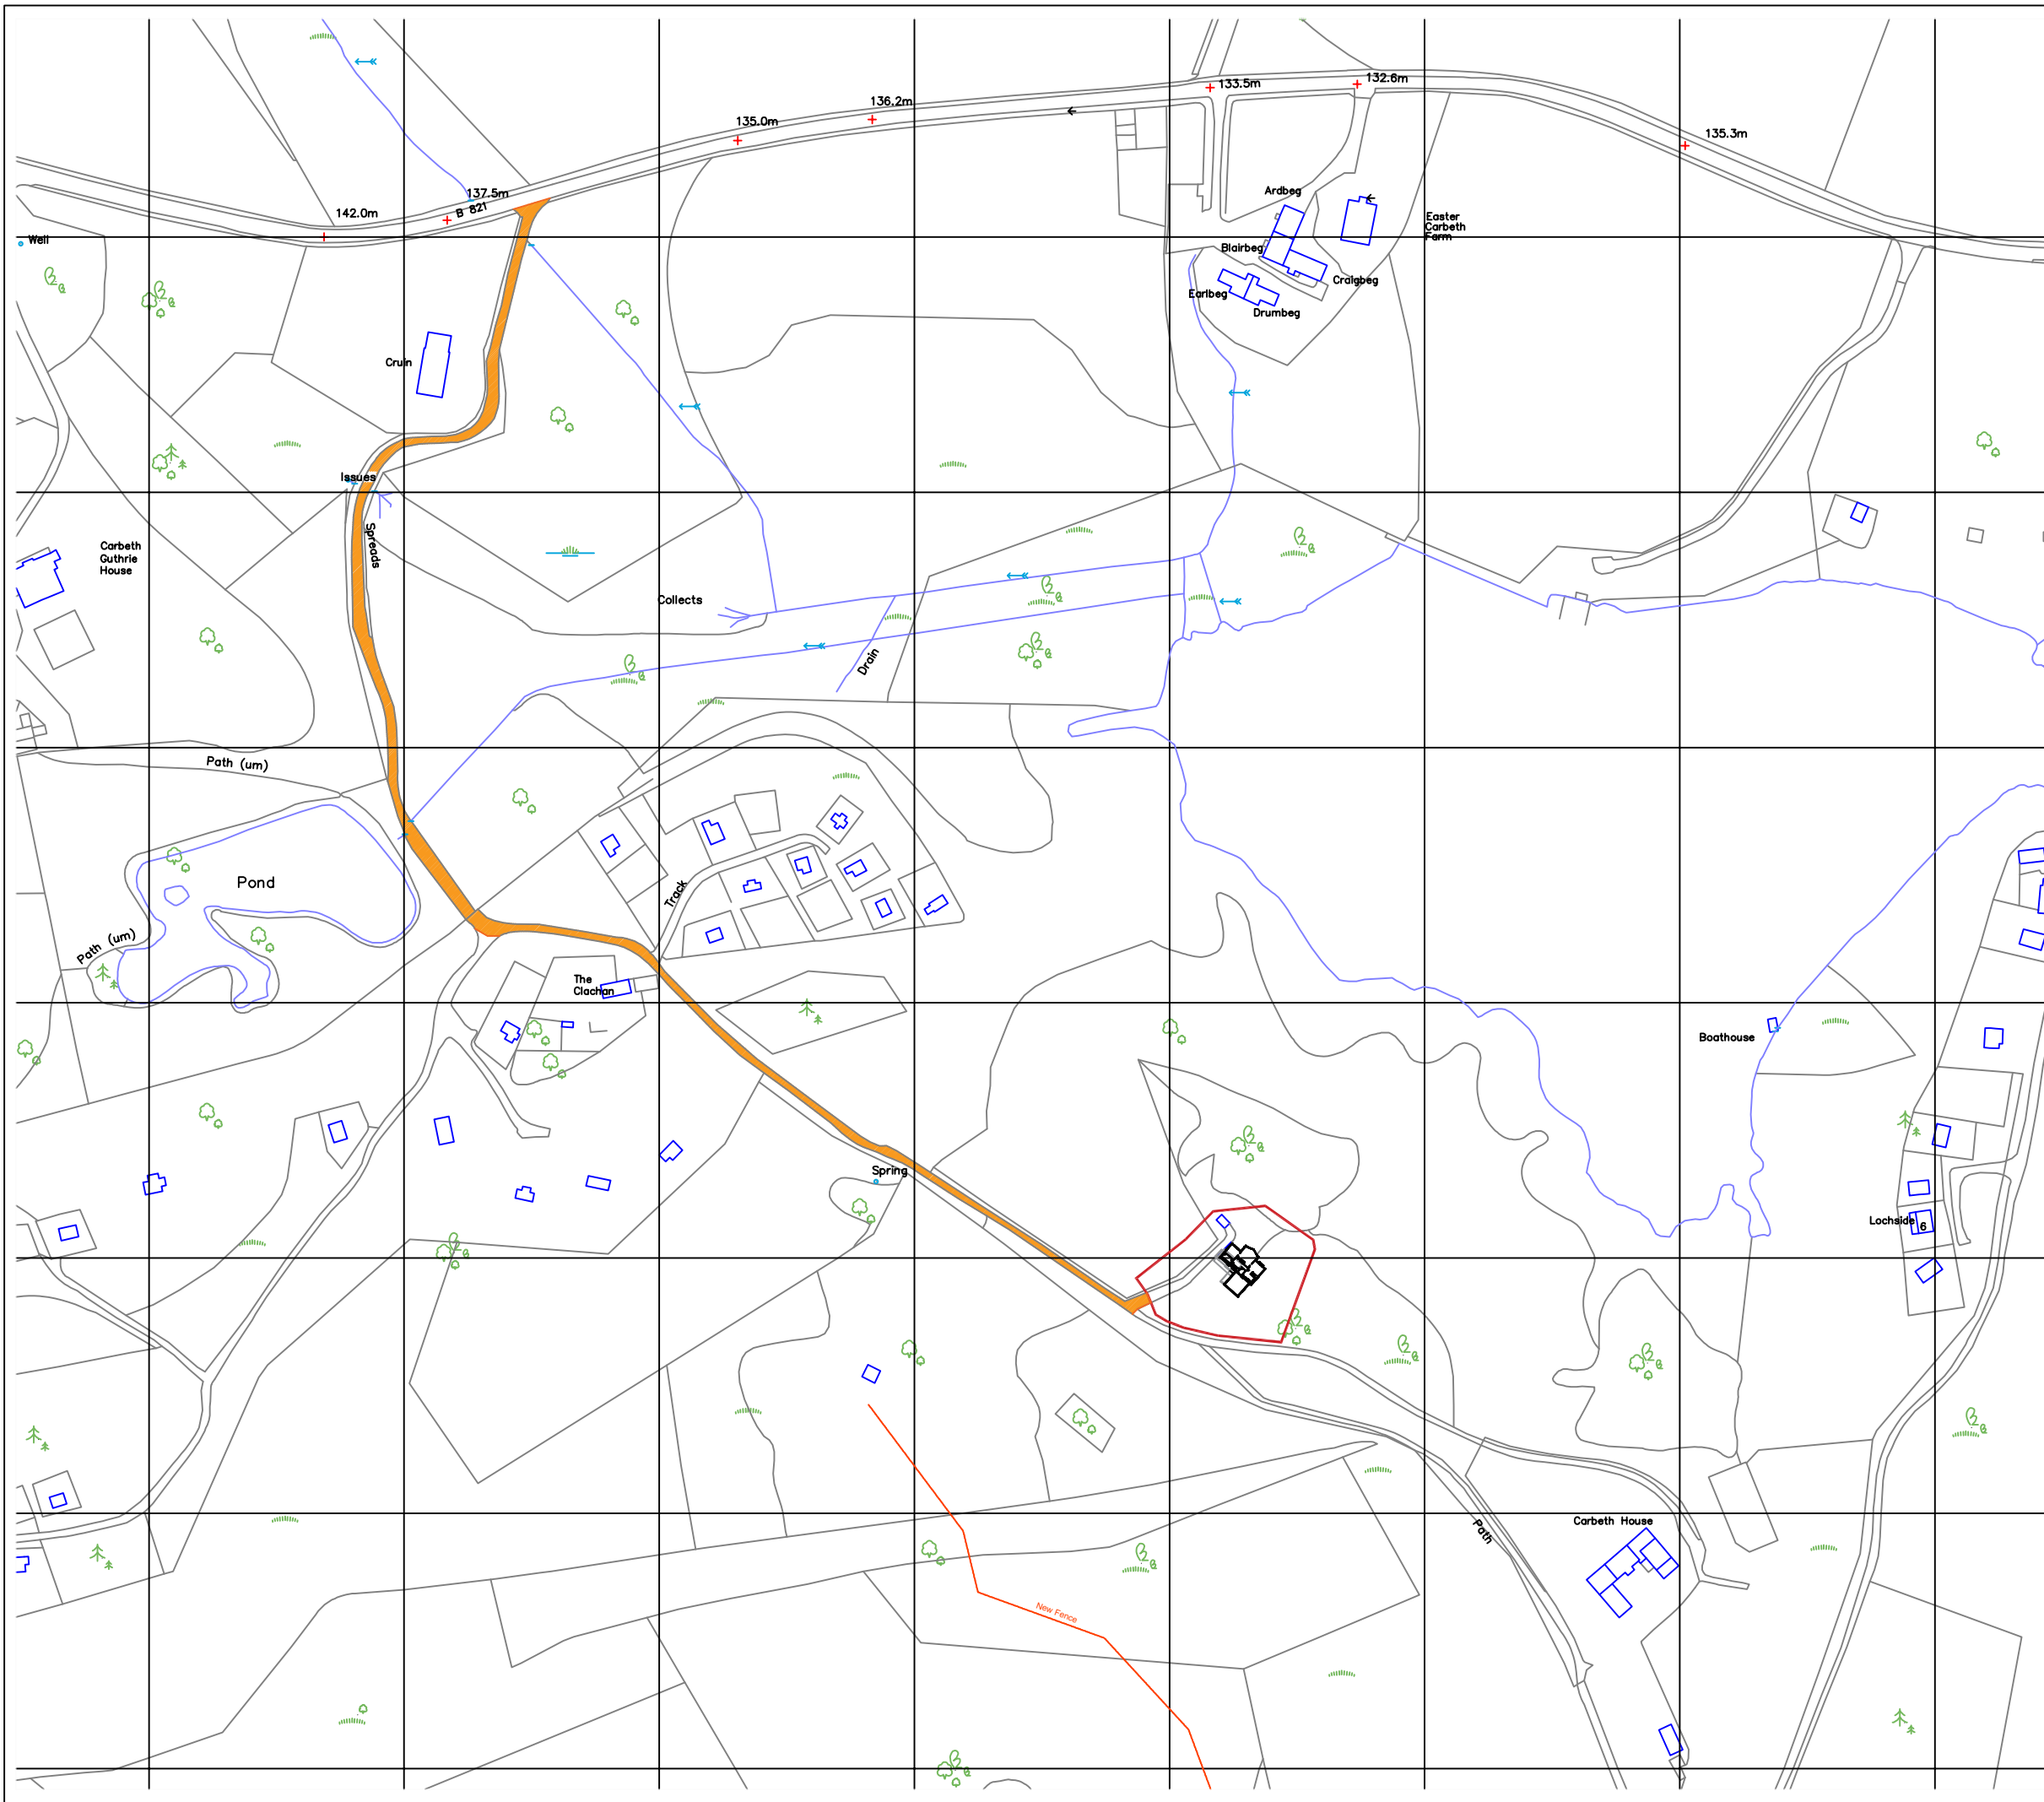 133.5m
132.6m
136.2m
135.0m
135.3m
137.5m
B 821
142.0m
Ardbeg
Easter
Carbeth
Farm
Well
Blairbeg
Craigbeg
Earlbeg
Drumbeg
Cruin
Issues
Spreads
Carbeth
Guthrie
House
Collects
Drain
Path (um)
Pond
Track
Path (um)
The
Clachan
Boathouse
Spring
Lochside
6
Carbeth House
Path
New Fence